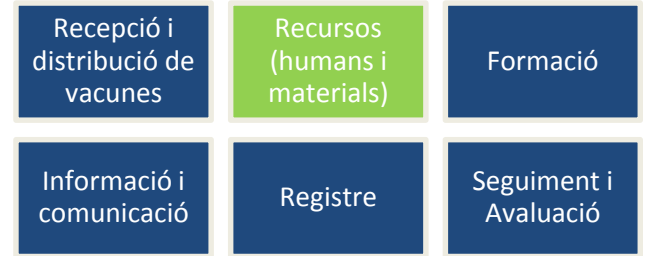 Recepció i
distribució de
vacunes
Recursos
(humans i
materials)
Formació
Informació i
comunicació
Registre
Seguiment i
Avaluació